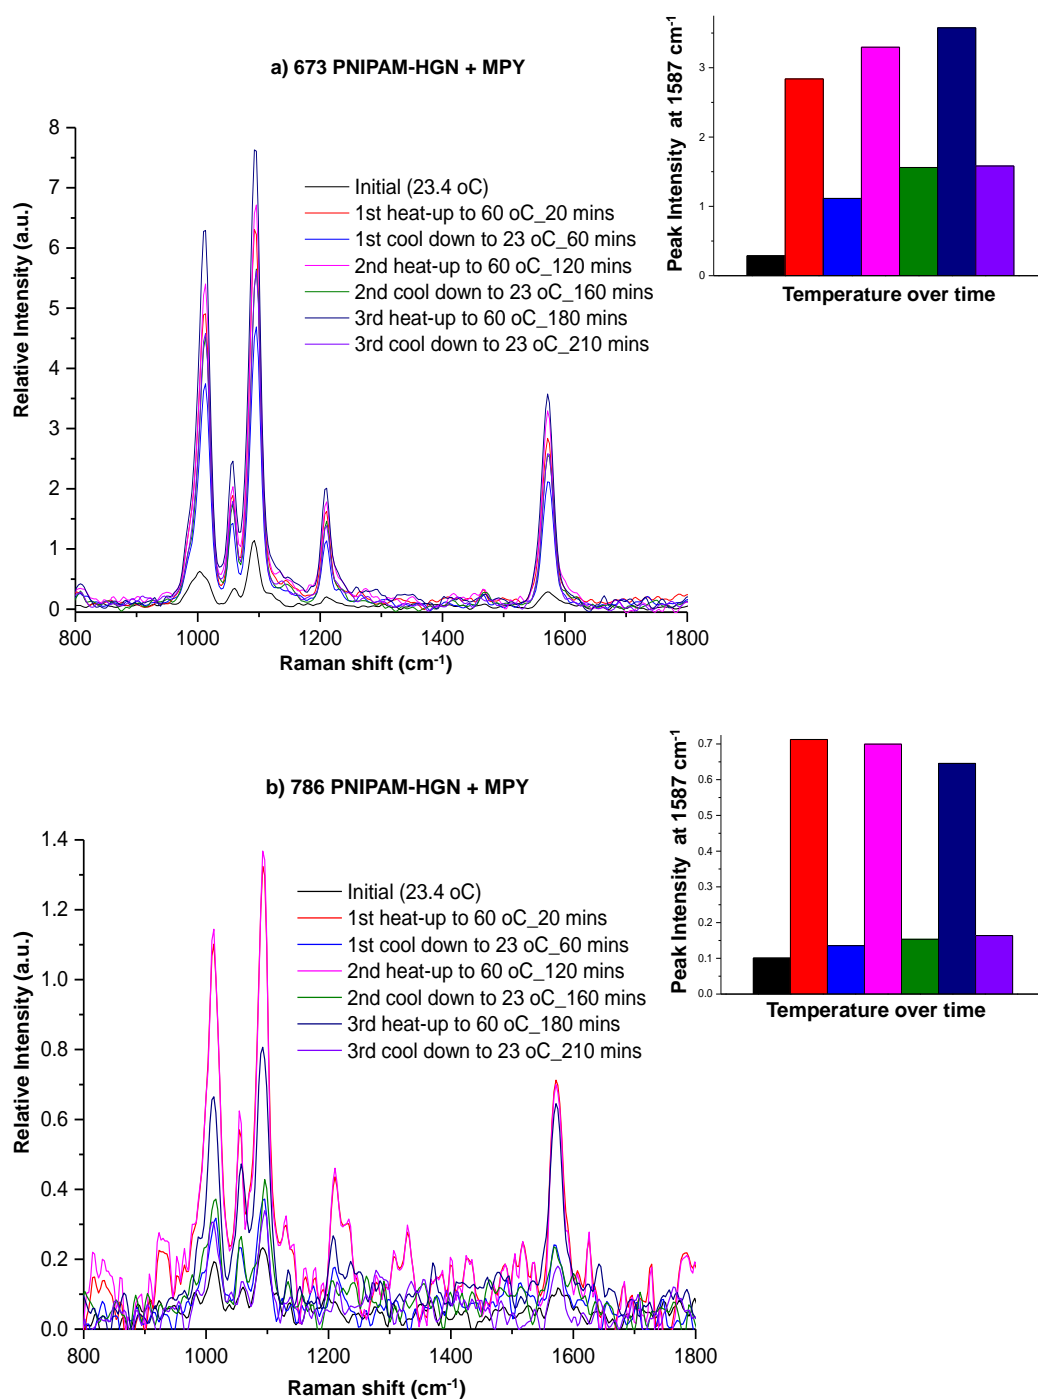 a) 673 PNIPAM-HGN + MPY
Relative Intensity (a.u.)
8
7
6
5
4
3
2
1
0
800
1000
1200
1400
1600
1800
Raman shift (cm⁻¹)
Initial (23.4 oC)
1st heat-up to 60 oC_20 mins
1st cool down to 23 oC_60 mins
2nd heat-up to 60 oC_120 mins
2nd cool down to 23 oC_160 mins
3rd heat-up to 60 oC_180 mins
3rd cool down to 23 oC_210 mins
Peak Intensity at 1587 cm⁻¹
3
2
1
0
Temperature over time
b) 786 PNIPAM-HGN + MPY
Relative Intensity (a.u.)
1.4
1.2
1.0
0.8
0.6
0.4
0.2
0.0
800
1000
1200
1400
1600
1800
Raman shift (cm⁻¹)
Initial (23.4 oC)
1st heat-up to 60 oC_20 mins
1st cool down to 23 oC_60 mins
2nd heat-up to 60 oC_120 mins
2nd cool down to 23 oC_160 mins
3rd heat-up to 60 oC_180 mins
3rd cool down to 23 oC_210 mins
Peak Intensity at 1587 cm⁻¹
0.7
0.6
0.5
0.4
0.3
0.2
0.1
0.0
Temperature over time